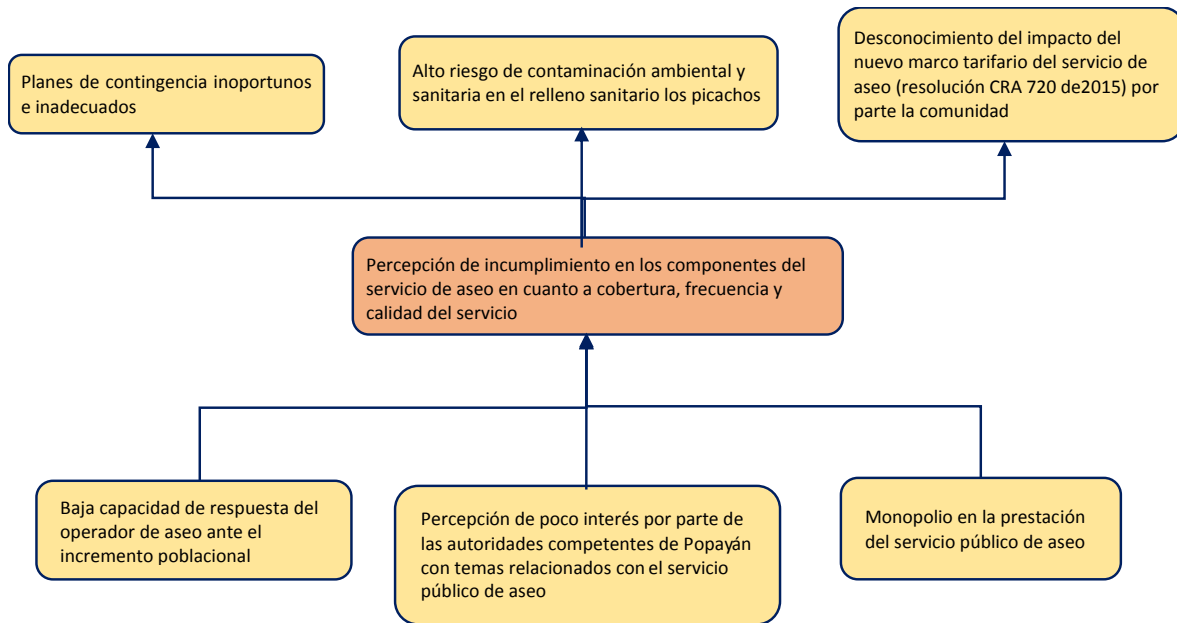 Planes de contingencia inoportunos
e inadecuados
Alto riesgo de contaminación ambiental y
sanitaria en el relleno sanitario los picachos
Desconocimiento del impacto del
nuevo marco tarifario del servicio de
aseo (resolución CRA 720 de2015) por
parte la comunidad
Percepción de incumplimiento en los componentes del
servicio de aseo en cuanto a cobertura, frecuencia y
calidad del servicio
Baja capacidad de respuesta del
operador de aseo ante el
incremento poblacional
Percepción de poco interés por parte de
las autoridades competentes de Popayán
con temas relacionados con el servicio
público de aseo
Monopolio en la prestación
del servicio público de aseo